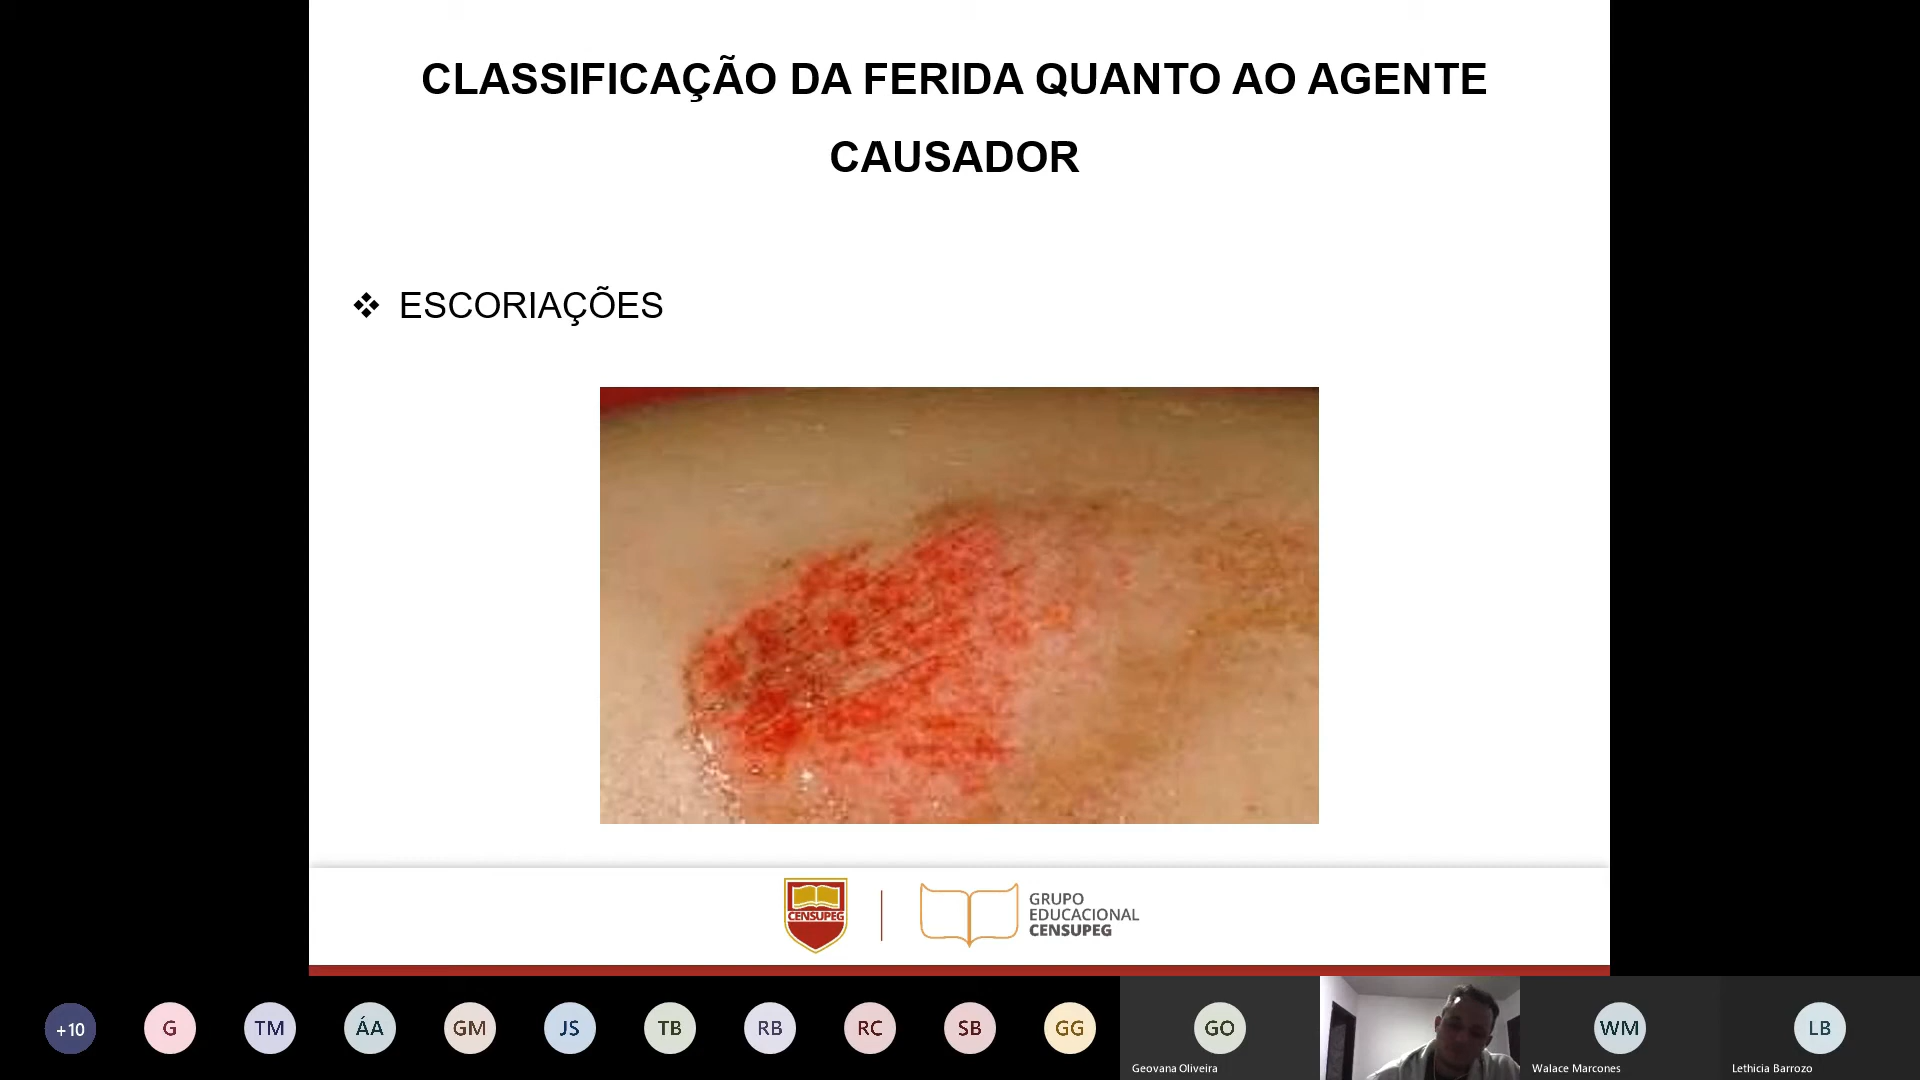 CLASSIFICAÇÃO DA FERIDA QUANTO AO AGENTE
CAUSADOR
❖ ESCORIAÇÕES
CENSUPEG
GRUPO
EDUCACIONAL
CENSUPEG
+10
G
TM
ÁA
GM
JS
TB
RB
RC
SB
GG
GO
WM
LB
Geovana Oliveira
Walace Marcones
Lethicia Barrozo